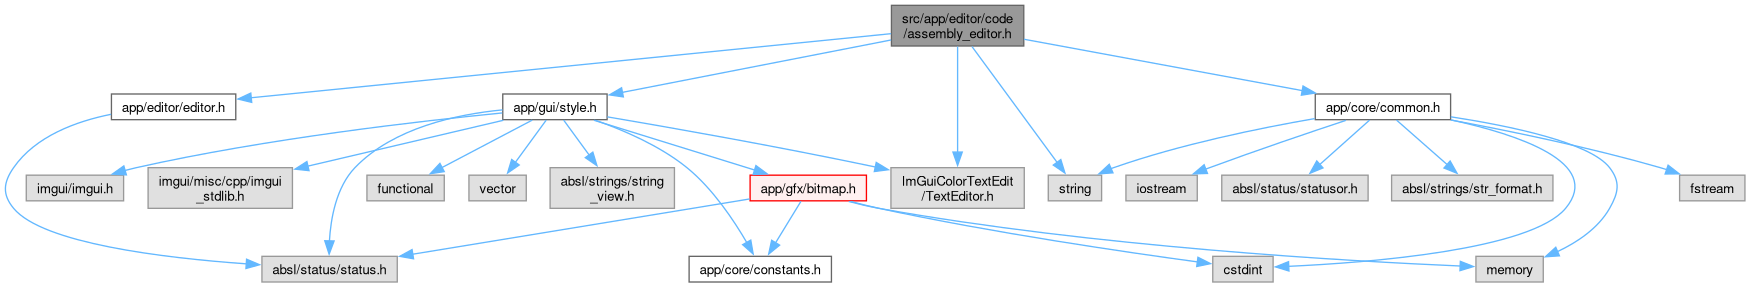 src/app/editor/code
/assembly_editor.h
app/editor/editor.h
app/gui/style.h
app/core/common.h
imgui/imgui.h
imgui/misc/cpp/imgui
_stdlib.h
functional
vector
absl/strings/string
_view.h
app/gfx/bitmap.h
ImGuiColorTextEdit
/TextEditor.h
string
iostream
absl/status/statusor.h
absl/strings/str_format.h
fstream
absl/status/status.h
app/core/constants.h
cstdint
memory